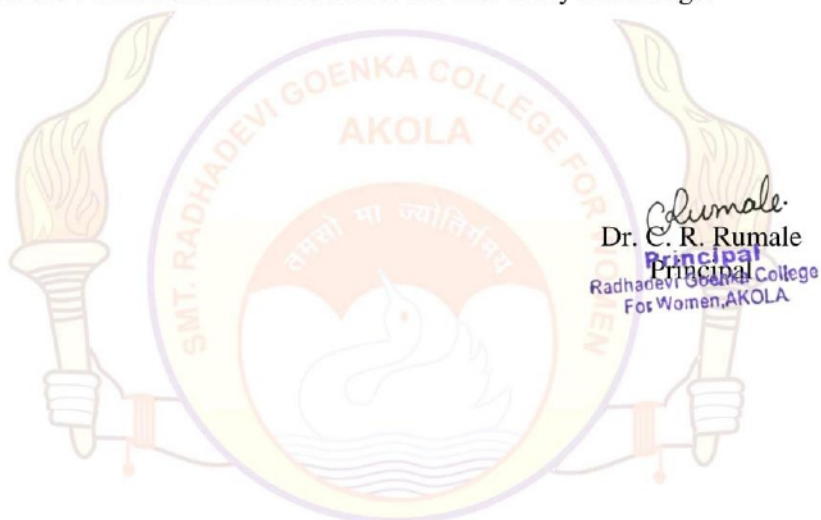 SMT. RADHADEVI GOENKA COLLEGE FOR WOMEN
AKOLA
तमसो मा ज्योतिर्गमय
Dr. C. R. Rumale
Principal
Principal
Radhadevi Goenka College
For Women, AKOLA